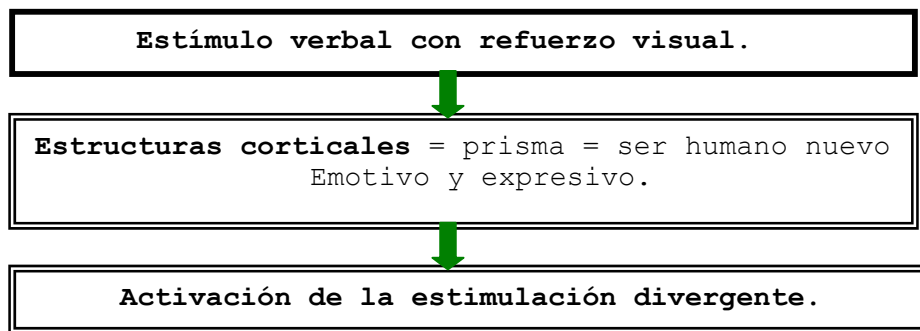 Estímulo verbal con refuerzo visual.
Estructuras corticales = prisma = ser humano nuevo
Emotivo y expresivo.
Activación de la estimulación divergente.